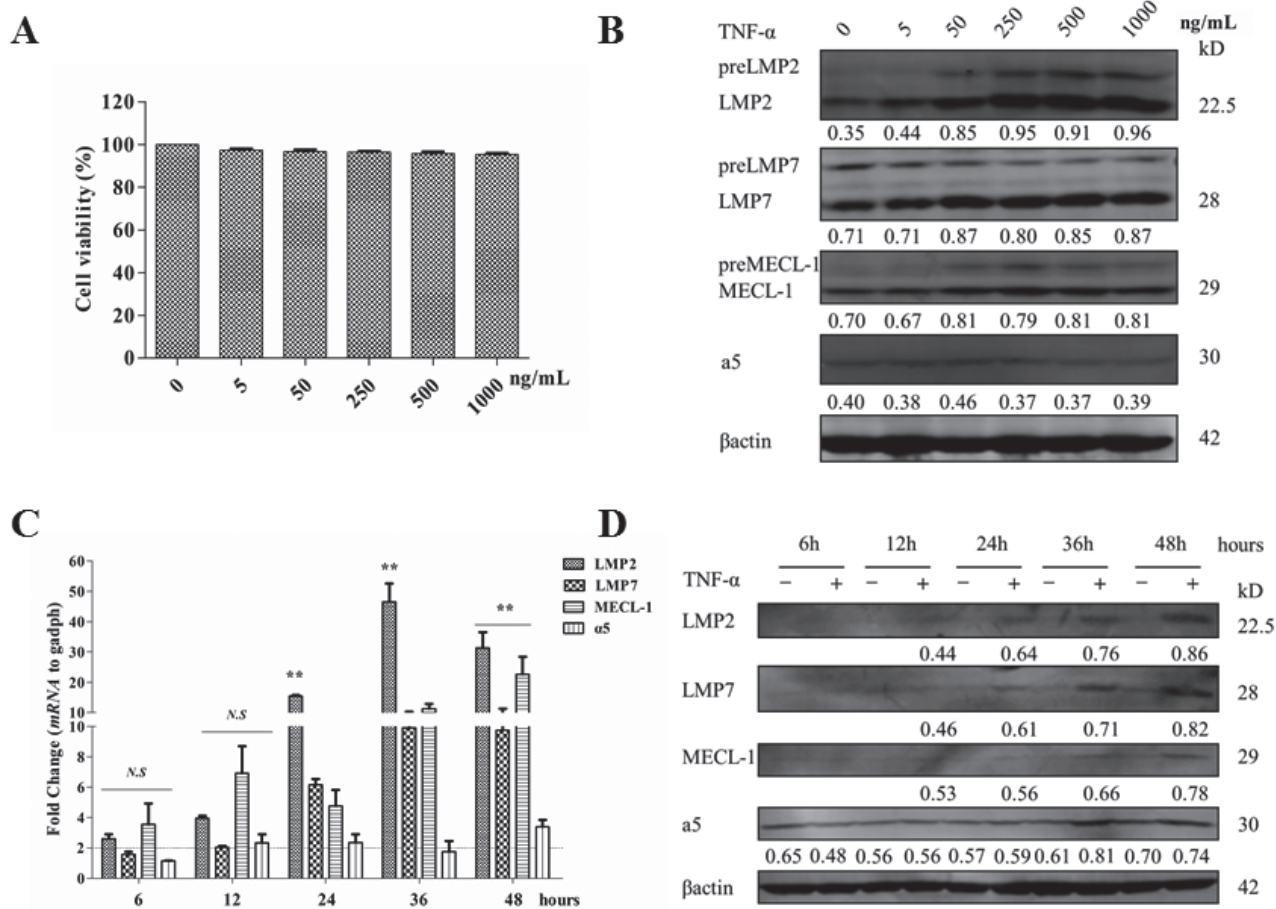 A
120
100
80
60
40
20
0
Cell viability (%)
0 5 50 250 500 1000 ng/mL
B
TNF-α 0 5 50 250 500 1000 ng/mL
kD
preLMP2
LMP2 22.5
0.35 0.44 0.85 0.95 0.91 0.96
preLMP7
LMP7 28
0.71 0.71 0.87 0.80 0.85 0.87
preMECL-1
MECL-1 29
0.70 0.67 0.81 0.79 0.81 0.81
a5 30
0.40 0.38 0.46 0.37 0.37 0.39
βactin 42
C
Fold Change (mRNA to gadph)
60
50
40
30
20
10
10
8
6
4
2
0
N.S
N.S
**
**
**
LMP2
LMP7
MECL-1
α5
6 12 24 36 48 hours
D
6h 12h 24h 36h 48h hours
TNF-α − + − + − + − + − +
kD
LMP2 22.5
0.44 0.64 0.76 0.86
LMP7 28
0.46 0.61 0.71 0.82
MECL-1 29
0.53 0.56 0.66 0.78
a5 30
0.65 0.48 0.56 0.56 0.57 0.59 0.61 0.81 0.70 0.74
βactin 42